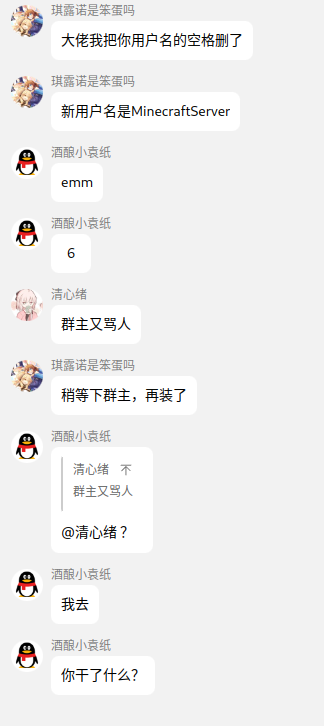 琪露诺是笨蛋吗
大佬我把你用户名的空格删了
琪露诺是笨蛋吗
新用户名是MinecraftServer
酒酿小袁纸
emm
酒酿小袁纸
6
清心绪
群主又骂人
琪露诺是笨蛋吗
稍等下群主，再装了
酒酿小袁纸
清心绪 不
群主又骂人
@清心绪？
酒酿小袁纸
我去
酒酿小袁纸
你干了什么？